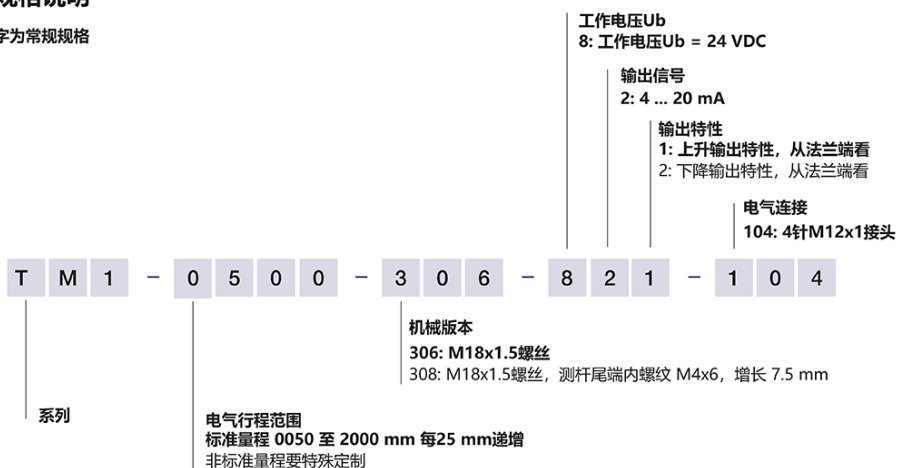 规格说明
字为常规规格
工作电压Ub
8: 工作电压Ub = 24 VDC
输出信号
2: 4 ... 20 mA
输出特性
1: 上升输出特性，从法兰端看
2: 下降输出特性，从法兰端看
电气连接
104: 4针M12x1接头
T M 1 - 0 5 0 0 - 3 0 6 - 8 2 1 - 1 0 4
机械版本
306: M18x1.5螺丝
308: M18x1.5螺丝，测杆尾端内螺纹 M4x6，增长 7.5 mm
系列
电气行程范围
标准量程 0050 至 2000 mm 每25 mm递增
非标准量程要特殊定制